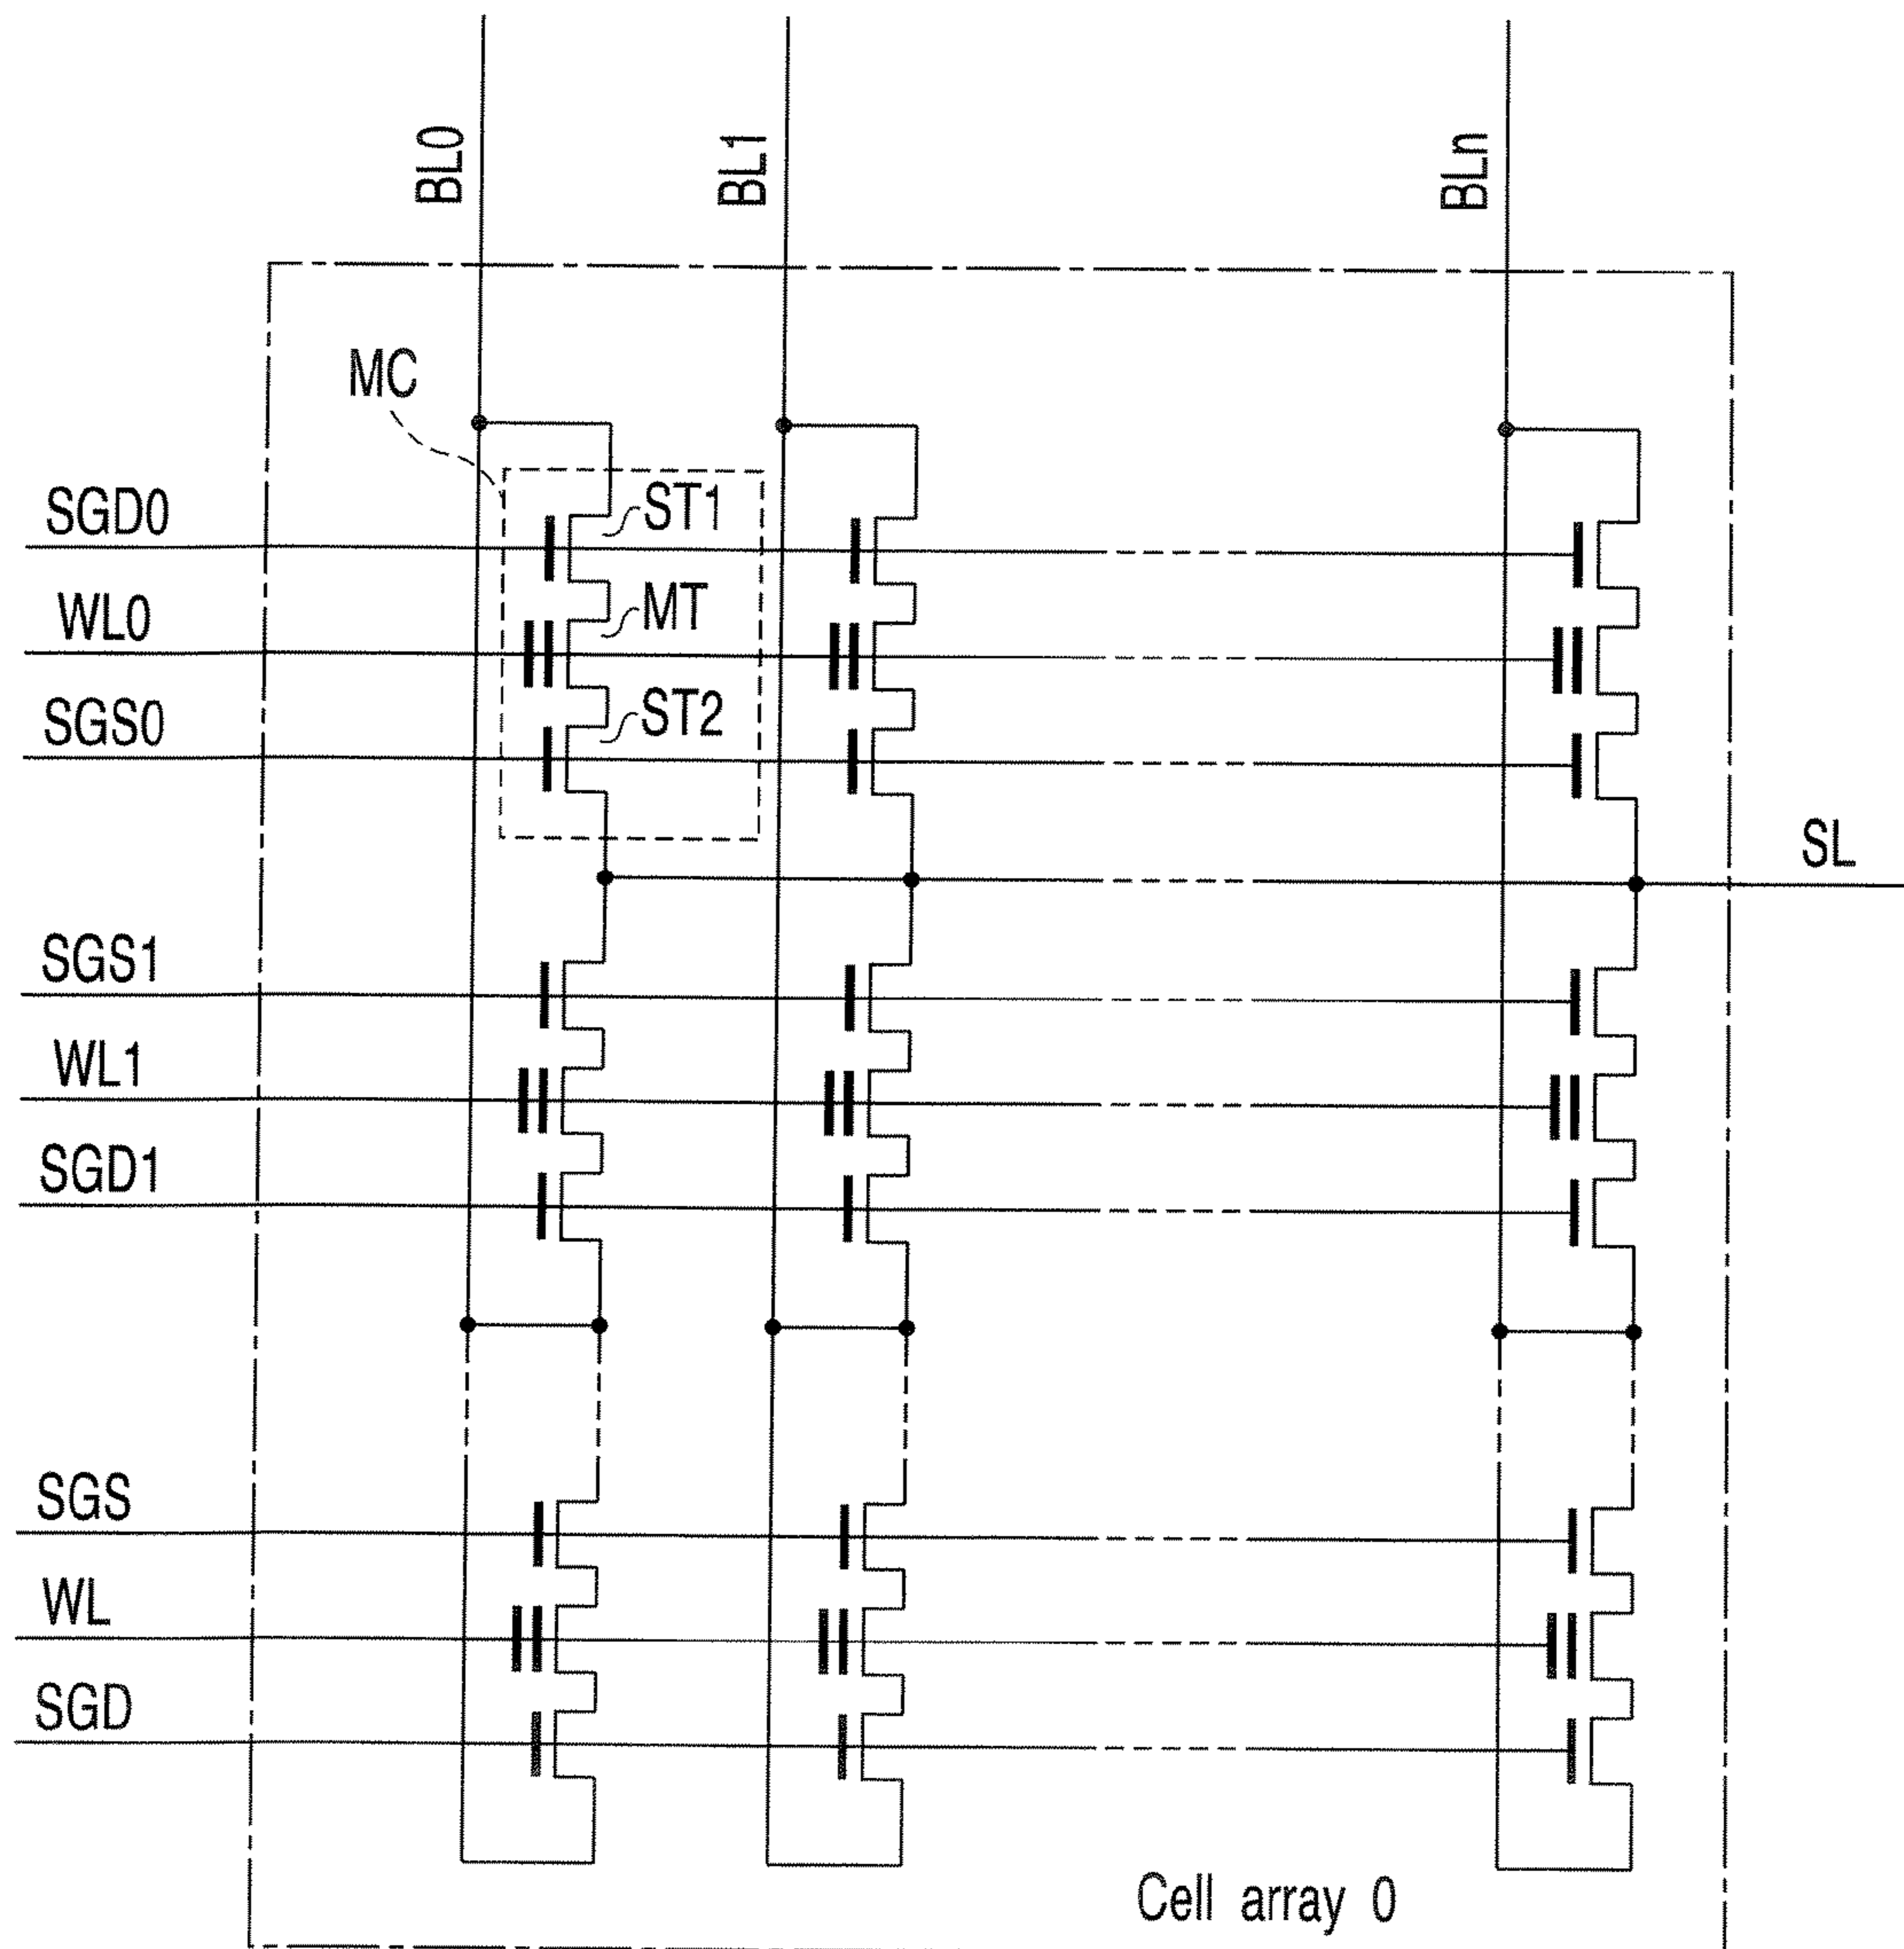 BL0
BL1
BLn
MC
SGD0
ST1
WL0
MT
SGS0
ST2
SL
SGS1
WL1
SGD1
SGS
WL
SGD
Cell array 0